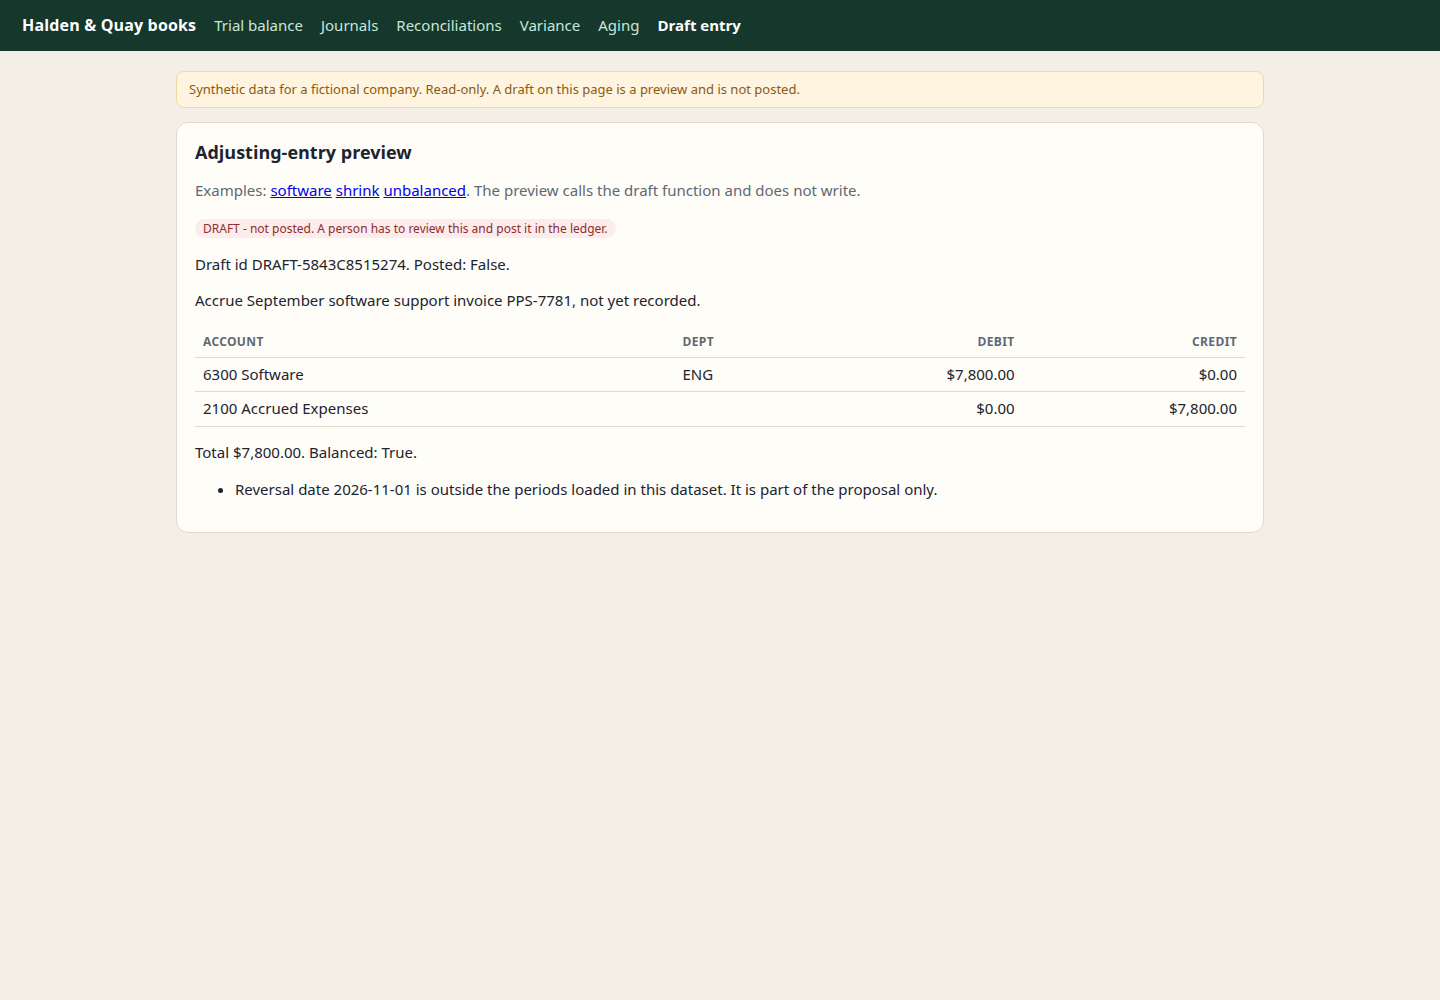 Halden & Quay books Trial balance Journals Reconciliations Variance Aging Draft entry
Synthetic data for a fictional company. Read-only. A draft on this page is a preview and is not posted.
Adjusting-entry preview
Examples: software shrink unbalanced. The preview calls the draft function and does not write.
DRAFT - not posted. A person has to review this and post it in the ledger.
Draft id DRAFT-5843C8515274. Posted: False.
Accrue September software support invoice PPS-7781, not yet recorded.
ACCOUNT DEPT DEBIT CREDIT
6300 Software ENG $7,800.00 $0.00
2100 Accrued Expenses $0.00 $7,800.00
Total $7,800.00. Balanced: True.
Reversal date 2026-11-01 is outside the periods loaded in this dataset. It is part of the proposal only.